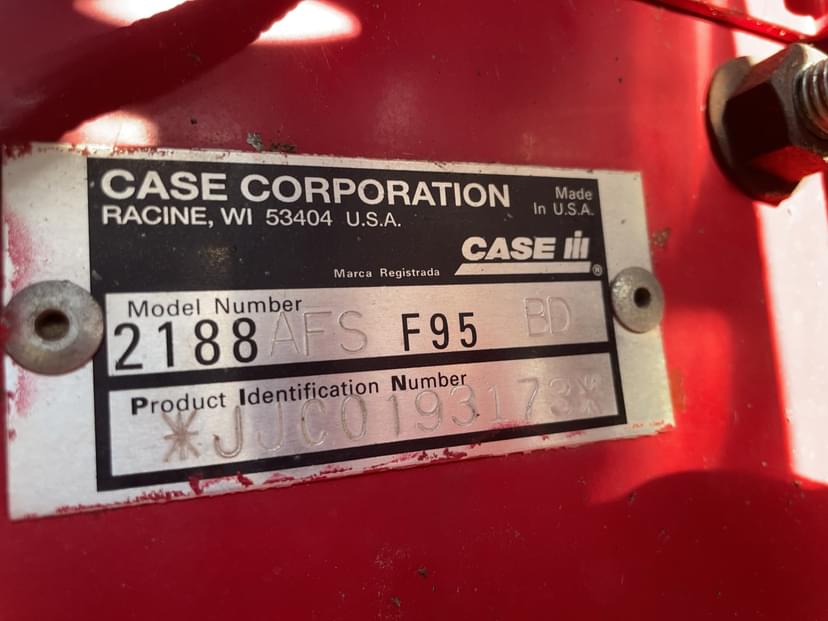 CASE CORPORATION
RACINE, WI 53404 U.S.A.
Made
In U.S.A.
CASE III
®
Marca Registrada
Model Number
2188 AFS F95 BD
Product Identification Number
*JJC0193173*